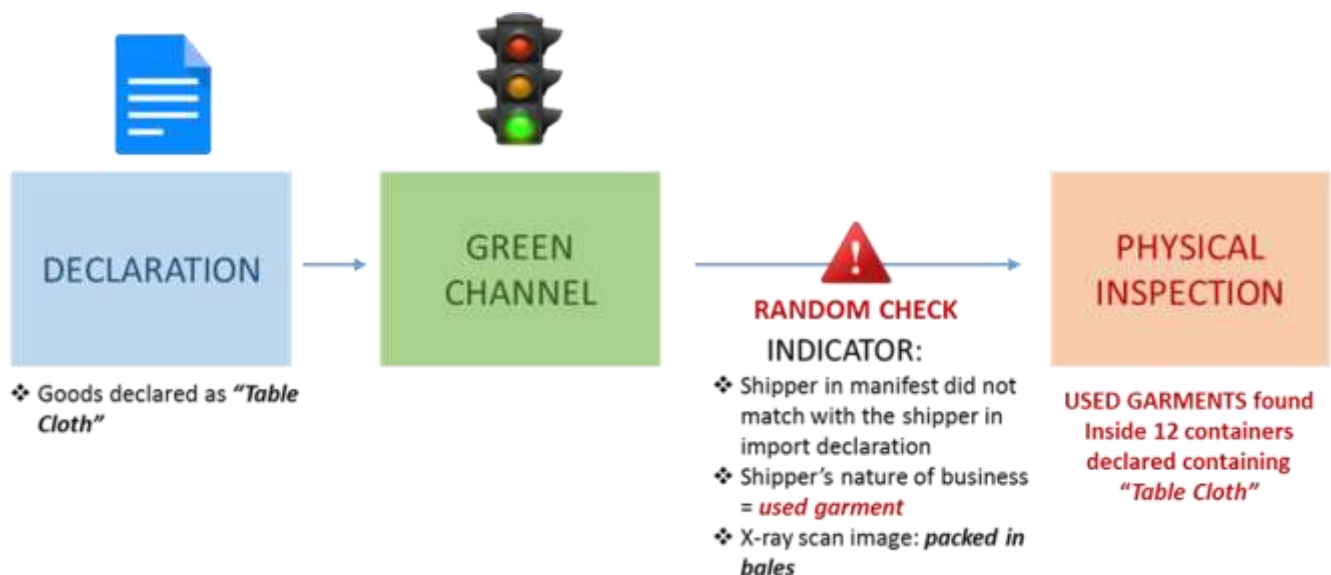 DECLARATION
❖ Goods declared as "Table
Cloth"
GREEN
CHANNEL
!
RANDOM CHECK
INDICATOR:
❖ Shipper in manifest did not
match with the shipper in
import declaration
❖ Shipper's nature of business
= used garment
❖ X-ray scan image: packed in
bales
PHYSICAL
INSPECTION
USED GARMENTS found
Inside 12 containers
declared containing
"Table Cloth"